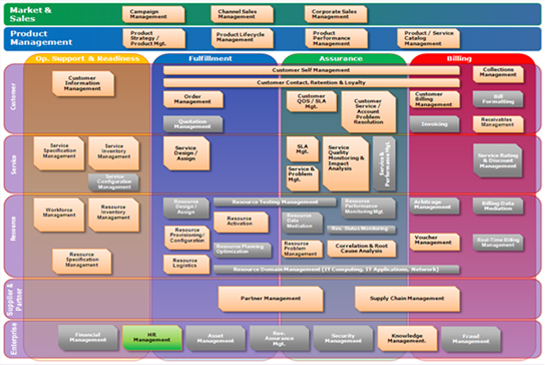 Market &
Sales
Campaign
Management
Channel Sales
Management
Corporate Sales
Management
Product
Management
Product
Strategy /
Product Mgt.
Product Lifecycle
Management
Product
Performance
Management
Product / Service
Catalog
Management
Op. Support & Readiness
Fulfillment
Assurance
Billing
Customer
Customer
Information
Management
Customer Self Management
Customer Contact, Retention & Loyalty
Collections
Management
Order
Management
Customer
QOS / SLA
Mgt.
Customer
Service /
Account
Problem
Resolution
Customer
Billing
Management
Bill
Formatting
Quotation
Management
Invoicing
Receivables
Management
Service
Service
Specification
Management
Service
Inventory
Management
Service
Configuration
Management
Service
Design /
Assign
SLA
Mgt.
Service
& Problem
Mgt.
Service
Quality
Monitoring &
Impact
Analysis
Service &
Performance Mgt.
Service Rating
& Discount
Management
Resource
Workforce
Management
Resource
Inventory
Management
Resource
Specification
Management
Resource
Design /
Assign
Resource Testing Management
Resource
Activation
Resource
Provisioning/
Configuration
Resource Planning
Optimization
Resource
Logistics
Resource
Data
Mediation
Resource
Performance
Monitoring Mgt
Res. Status Monitoring
Resource
Problem
Management
Correlation & Root
Cause Analysis
Resource Domain Management (IT Computing, IT Applications, Network)
Arbitrage
Management
Billing Data
Mediation
Voucher
Management
Real-Time Billing
Management
Supplier &
Partner
Partner Management
Supply Chain Management
Enterprise
Financial
Management
HR
Management
Asset
Management
Rev.
Assurance
Mgt.
Security
Management
Knowledge
Management.
Fraud
Management